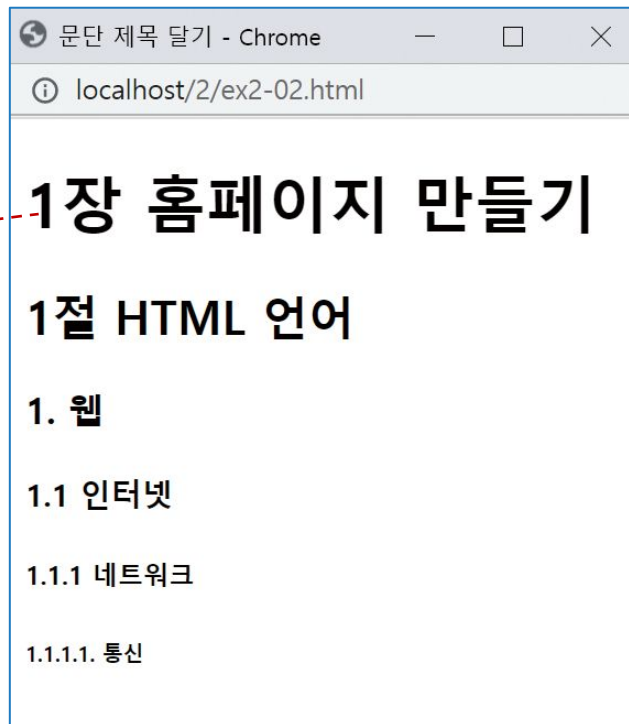 문단 제목 달기 - Chrome
localhost/2/ex2-02.html
1장 홈페이지 만들기
1절 HTML 언어
1. 웹
1.1 인터넷
1.1.1 네트워크
1.1.1.1. 통신